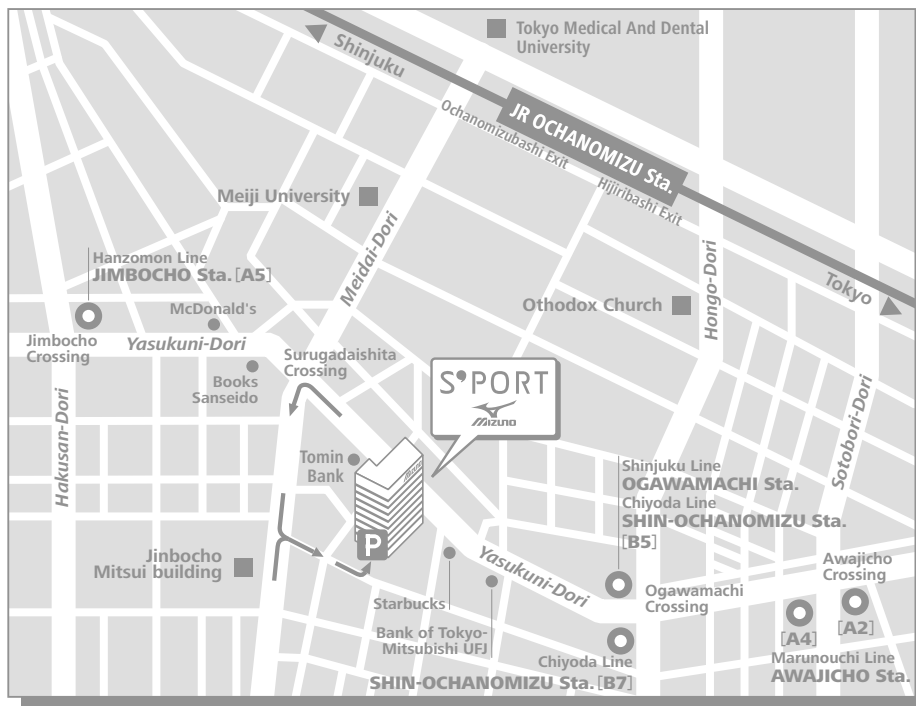 Tokyo Medical And Dental
University
Shinjuku
JR OCHANOMIZU Sta.
Ochanomizubashi Exit
Hijiribashi Exit
Meiji University
Meidai-Dori
Hongo-Dori
Tokyo
Hanzomon Line
JIMBOCHO Sta. [A5]
McDonald's
Othodox Church
Jimbocho
Crossing
Yasukuni-Dori
Surugadaishita
Crossing
Books
Sanseido
S'PORT
MIZUNO
Hakusan-Dori
Sotobori-Dori
Tomin
Bank
Mizuno
Shinjuku Line
OGAWAMACHI Sta.
Chiyoda Line
SHIN-OCHANOMIZU Sta.
[B5]
P
Jinbocho
Mitsui building
Yasukuni-Dori
Awajicho
Crossing
Ogawamachi
Crossing
Starbucks
Bank of Tokyo-
Mitsubishi UFJ
[A4]
[A2]
Chiyoda Line
SHIN-OCHANOMIZU Sta. [B7]
Marunouchi Line
AWAJICHO Sta.